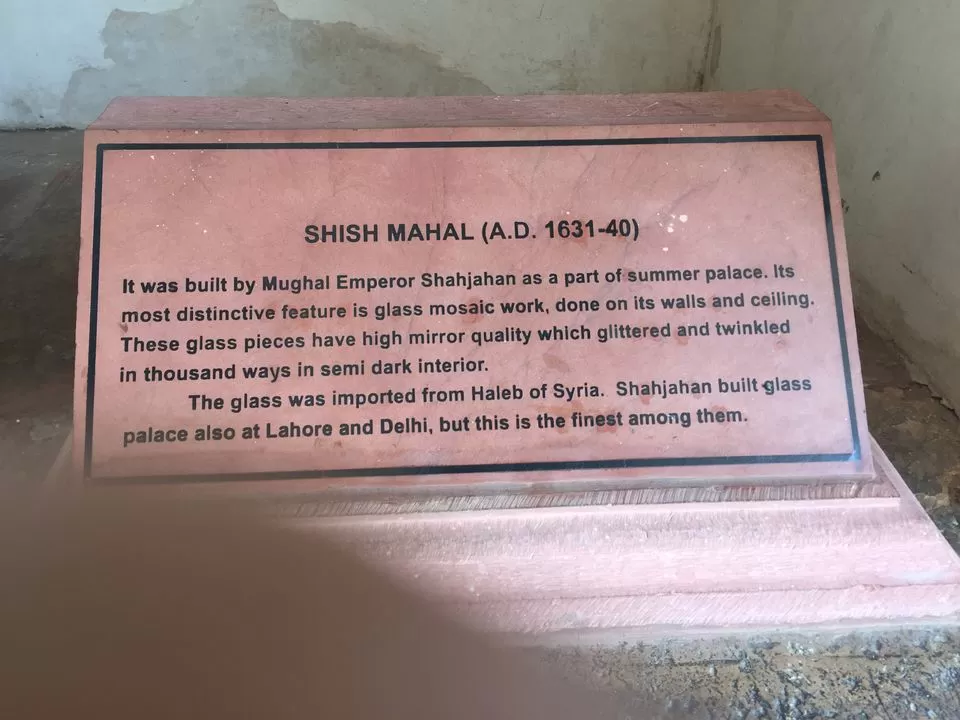 SHISH MAHAL (A.D. 1631-40)
It was built by Mughal Emperor Shahjahan as a part of summer palace. Its
most distinctive feature is glass mosaic work, done on its walls and ceiling.
These glass pieces have high mirror quality which glittered and twinkled
in thousand ways in semi dark interior.
The glass was imported from Haleb of Syria. Shahjahan built glass
palace also at Lahore and Delhi, but this is the finest among them.